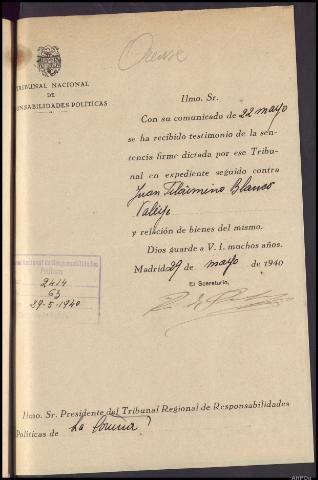 Orense
TRIBUNAL NACIONAL
DE
RESPONSABILIDADES POLITICAS
Ilmo. Sr.
Con su comunicado de 22 mayo
se ha recibido testimonio de la sen-
tencia firme dictada por ese Tribu-
nal en expediente seguido contra
Juan Filármino Blanco
Vallejo
y relación de bienes del mismo.
Dios guarde a V. I. muchos años.
Madrid 29 de mayo de 1940
El Secretario,
Nacional de Responsabilidades
Políticas
2414
63
29-5-1940
Ilmo. Sr. Presidente del Tribunal Regional de Responsabilidades
Políticas de La Coruña